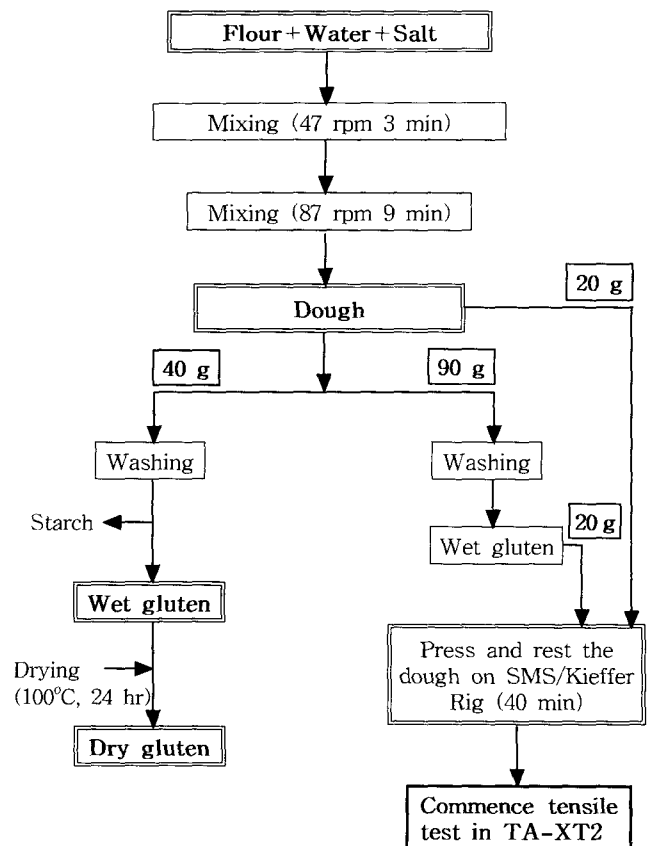 Flour+Water+Salt
Mixing (47 rpm 3 min)
Mixing (87 rpm 9 min)
20 g
Dough
40 g
90 g
Washing
Washing
Starch
20 g
Wet gluten
Wet gluten
Drying
(100°C, 24 hr)
Press and rest the
dough on SMS/Kieffer
Rig (40 min)
Dry gluten
Commence tensile
test in TA-XT2